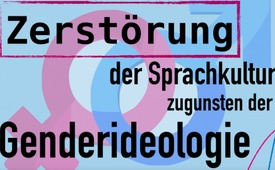 Zerstörung
der Sprachkultur
zugunsten der
Genderideologie